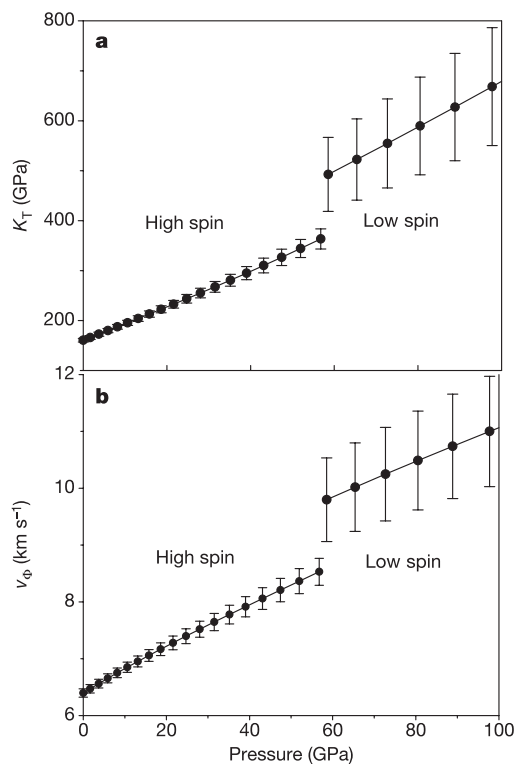 a
800
600
400
200
K_T (GPa)
High spin
Low spin
b
12
10
8
6
v_Φ (km s⁻¹)
High spin
Low spin
0
20
40
60
80
100
Pressure (GPa)